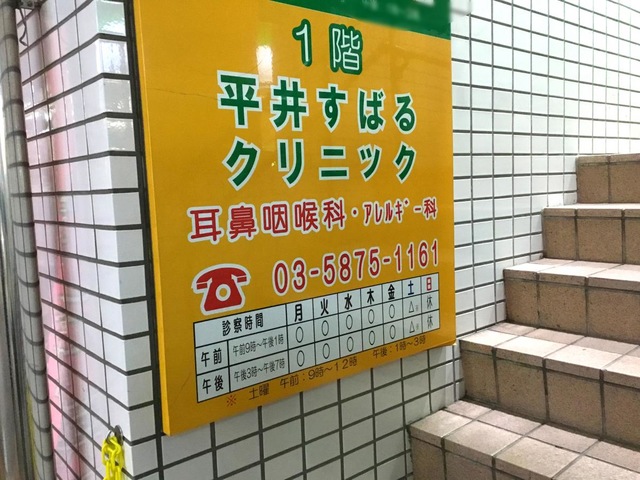 1階
平井すばる
クリニック
耳鼻咽喉科・アレルギー科
03-5875-1161
診察時間 月 火 水 木 金 土 日
午前 午前9時〜午後1時 ○ ○ ○ ○ ○ △※ 休
午後 午後3時〜午後7時 ○ ○ ○ ○ ○ △※ 休
※ 土曜 午前:9時〜12時 午後:1時〜3時